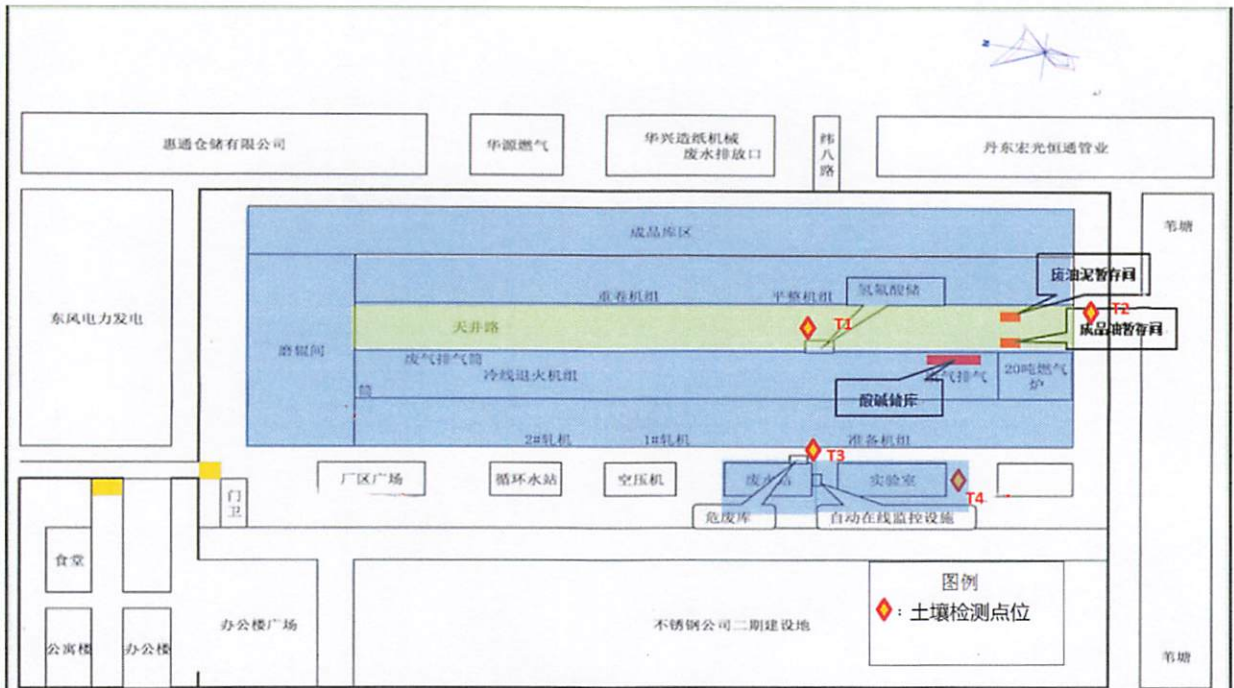 惠通仓储有限公司
华源燃气
华兴造纸机械
废水排放口
纬八路
丹东宏光恒通管业
苇塘
成品库区
废油泥暂存间
重卷机组
平整机组
氢氟酸储
东风电力发电
天井路
T1
T2
成品油暂存间
磨辊间
废气排气筒
冷线退火机组
筒
气排气
20吨燃气
炉
酸碱储库
2#轧机
1#轧机
准备机组
T3
厂区广场
循环水站
空压机
废水站
实验室
T4
门卫
危废库
自动在线监控设施
食堂
图例
：土壤检测点位
办公楼广场
不锈钢公司二期建设地
公寓楼
办公楼
苇塘